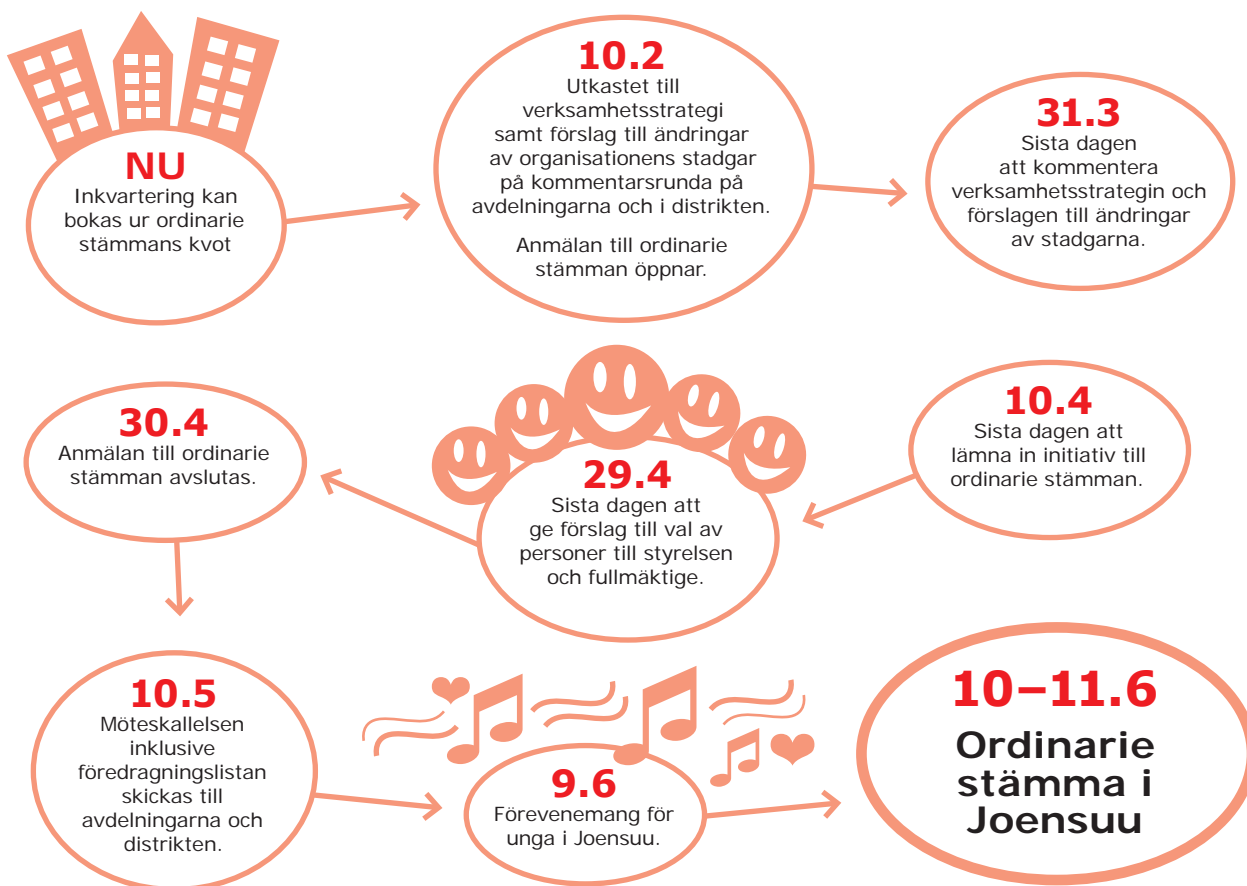 NU
Inkvartering kan
bokas ur ordinarie
stämmans kvot
10.2
Utkastet till
verksamhetsstrategi
samt förslag till ändringar
av organisationens stadgar
på kommentarsrunda på
avdelningarna och i distrikten.
Anmälan till ordinarie
stämman öppnar.
31.3
Sista dagen
att kommentera
verksamhetsstrategin och
förslagen till ändringar
av stadgarna.
10.4
Sista dagen att
lämna in initiativ till
ordinarie stämman.
29.4
Sista dagen att
ge förslag till val av
personer till styrelsen
och fullmäktige.
30.4
Anmälan till ordinarie
stämman avslutas.
10.5
Möteskallelsen
inklusive
föredragningslistan
skickas till
avdelningarna och
distrikten.
9.6
Förevenemang för
unga i Joensuu.
10–11.6
Ordinarie
stämma i
Joensuu